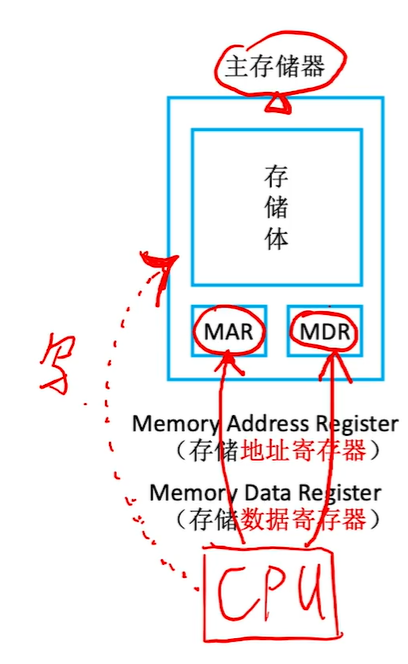 主存储器
存
储
体
MAR
MDR
写
Memory Address Register
（存储地址寄存器）
Memory Data Register
（存储数据寄存器）
CPU